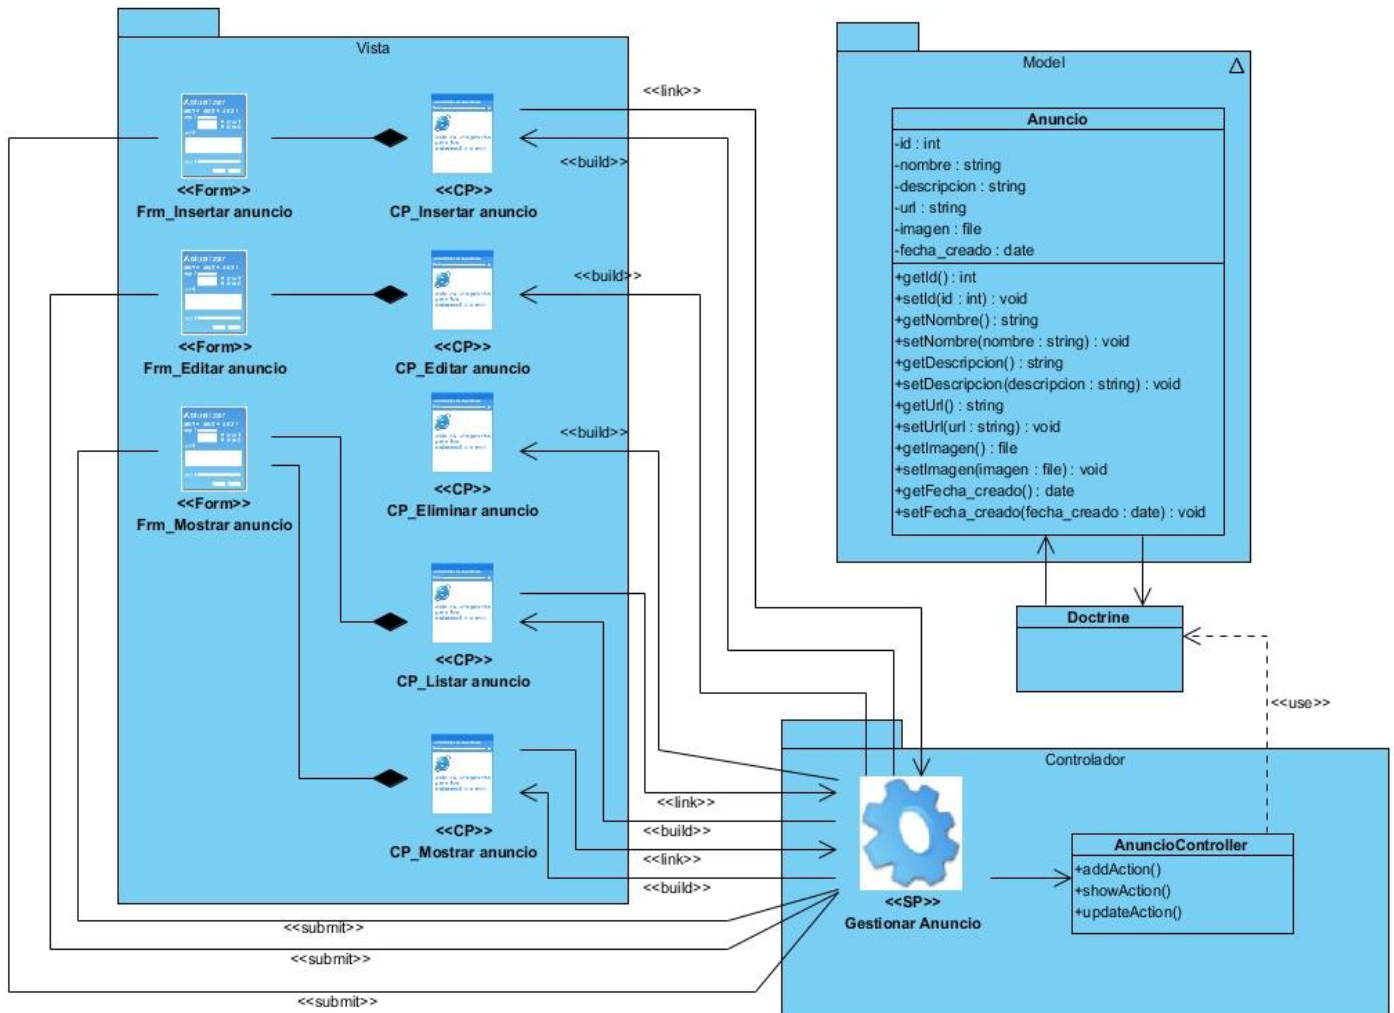 Vista
<<Form>>
Frm_Insertar anuncio
<<CP>>
CP_Insertar anuncio
<<link>>
<<build>>
<<Form>>
Frm_Editar anuncio
<<CP>>
CP_Editar anuncio
<<build>>
<<Form>>
Frm_Mostrar anuncio
<<CP>>
CP_Eliminar anuncio
<<build>>
<<CP>>
CP_Listar anuncio
<<CP>>
CP_Mostrar anuncio
<<link>>
<<build>>
<<link>>
<<build>>
<<submit>>
<<submit>>
<<submit>>
Model
Anuncio
-id : int
-nombre : string
-descripcion : string
-url : string
-imagen : file
-fecha_creado : date
+getId() : int
+setId(id : int) : void
+getNombre() : string
+setNombre(nombre : string) : void
+getDescripcion() : string
+setDescripcion(descripcion : string) : void
+getUrl() : string
+setUrl(url : string) : void
+getImagen() : file
+setImagen(imagen : file) : void
+getFecha_creado() : date
+setFecha_creado(fecha_creado : date) : void
Doctrine
<<use>>
Controlador
<<SP>>
Gestionar Anuncio
AnuncioController
+addAction()
+showAction()
+updateAction()